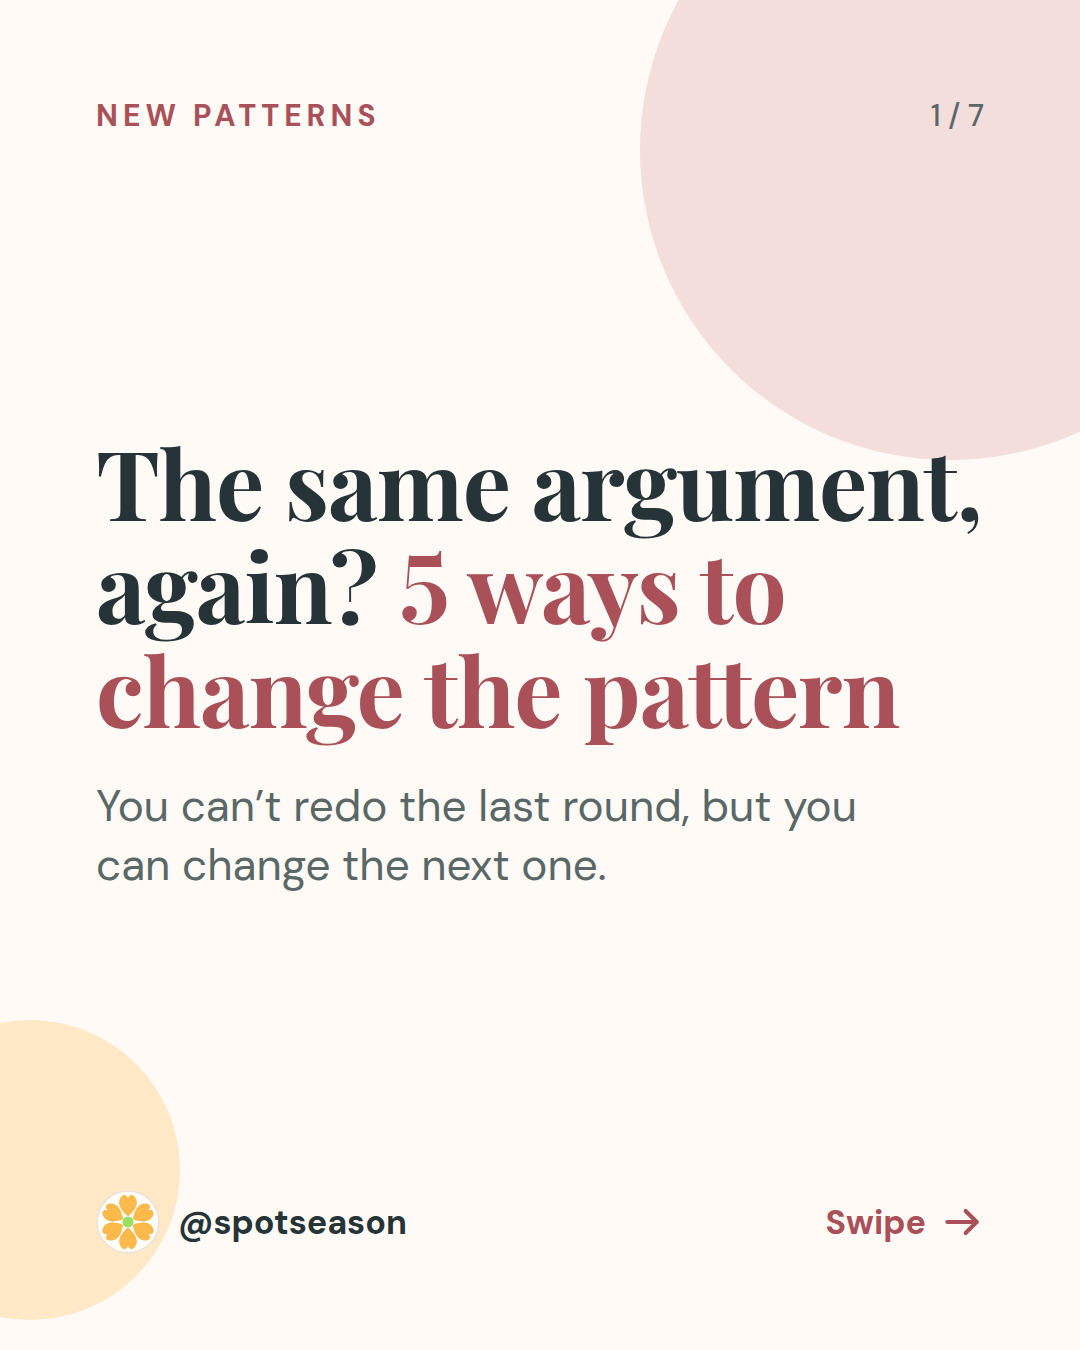 NEW PATTERNS
1 / 7
The same argument,
again? 5 ways to
change the pattern
You can’t redo the last round, but you
can change the next one.
@spotseason
Swipe →